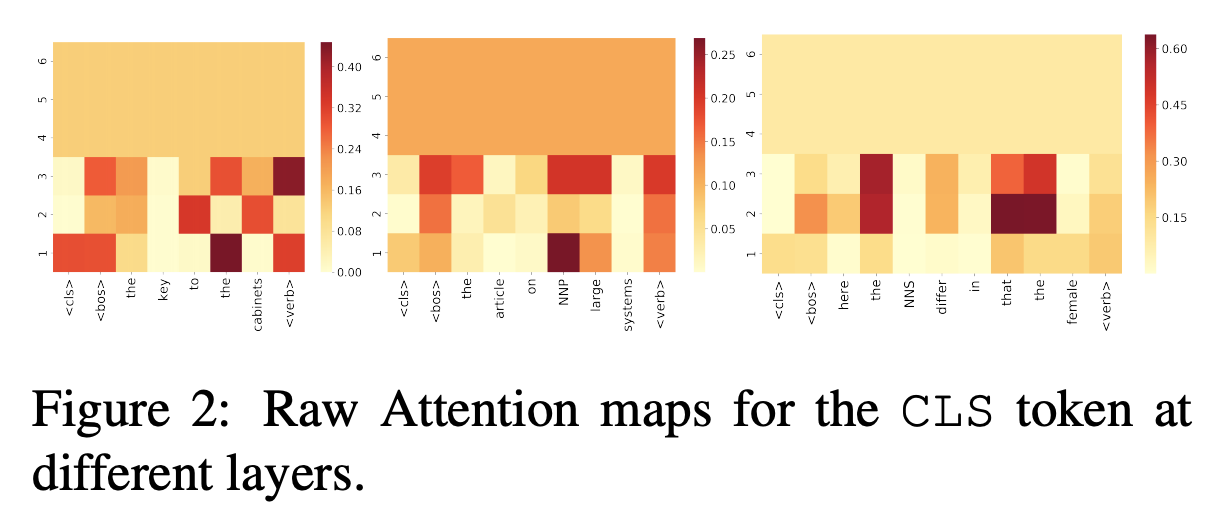 6
5
4
3
2
1
<cls>
<bos>
the
key
to
the
cabinets
<verb>
0.40
0.32
0.24
0.16
0.08
0.00
6
5
4
3
2
1
<cls>
<bos>
the
article
on
NNP
large
systems
<verb>
0.25
0.20
0.15
0.10
0.05
6
5
4
3
2
1
<cls>
<bos>
here
the
NNS
differ
in
that
the
female
<verb>
0.60
0.45
0.30
0.15
Figure 2: Raw Attention maps for the CLS token at
different layers.